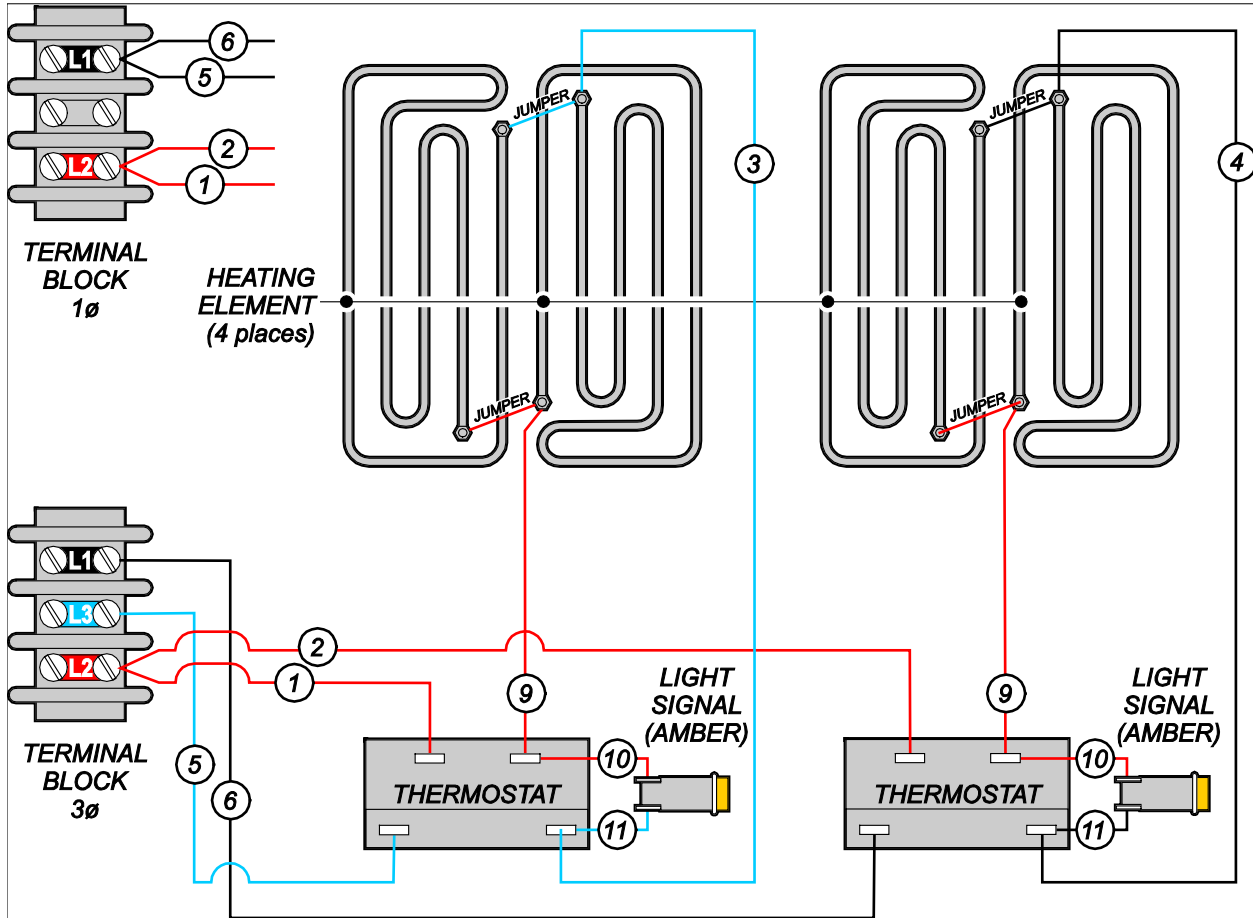 L1
6
5
L2
2
1
TERMINAL
BLOCK
1ø
JUMPER
JUMPER
3
4
HEATING
ELEMENT
(4 places)
JUMPER
JUMPER
L1
L3
L2
2
1
9
9
LIGHT
SIGNAL
(AMBER)
LIGHT
SIGNAL
(AMBER)
TERMINAL
BLOCK
3ø
5
6
THERMOSTAT
10
11
THERMOSTAT
10
11